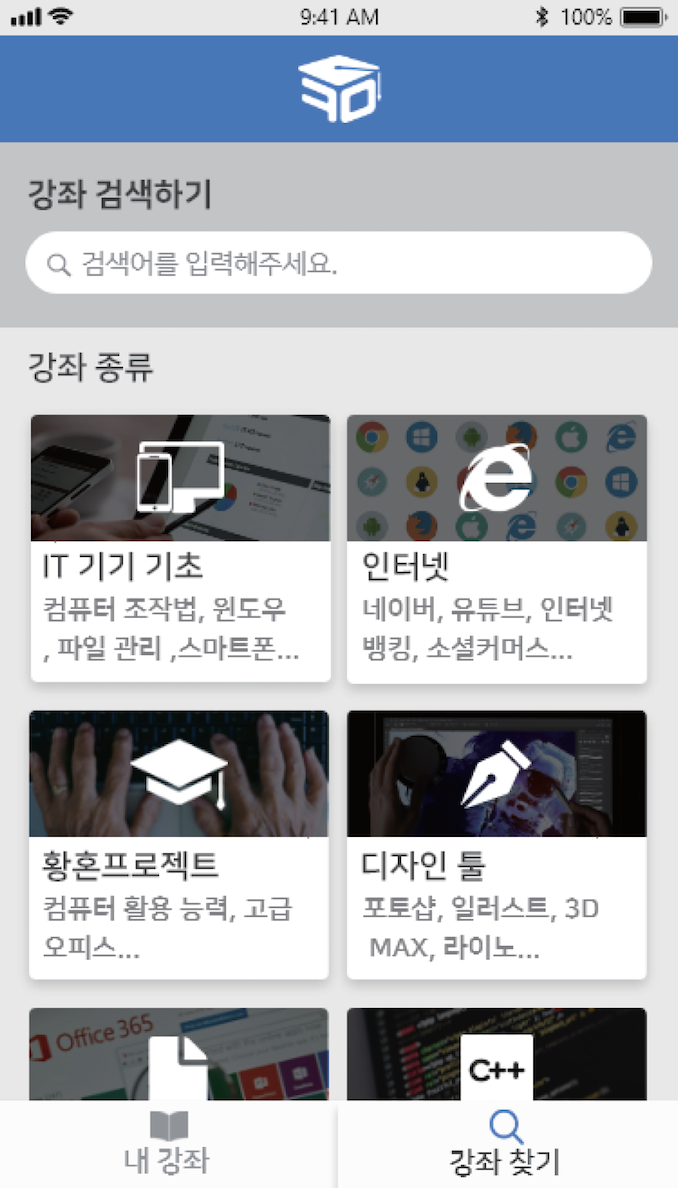 9:41 AM
100%
강좌 검색하기
검색어를 입력해주세요.
강좌 종류
IT 기기 기초
컴퓨터 조작법, 윈도우
, 파일 관리 ,스마트폰...
인터넷
네이버, 유튜브, 인터넷
뱅킹, 소셜커머스...
황혼프로젝트
컴퓨터 활용 능력, 고급
오피스...
디자인 툴
포토샵, 일러스트, 3D
MAX, 라이노...
Office 365
C++
내 강좌
강좌 찾기